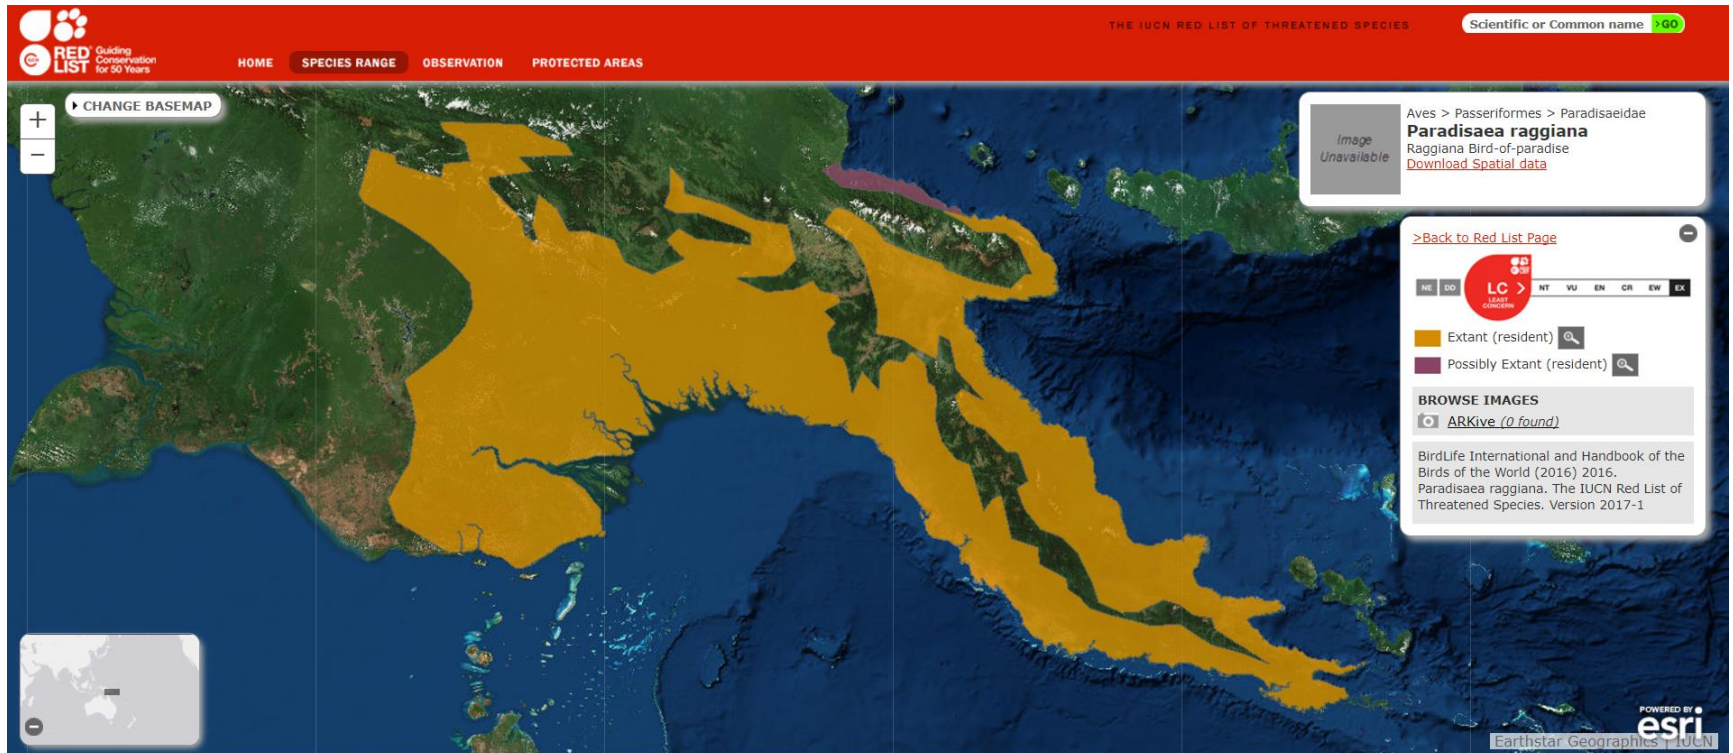 THE IUCN RED LIST OF THREATENED SPECIES
Scientific or Common name >GO
RED
LIST
Guiding
Conservation
for 50 Years
HOME SPECIES RANGE OBSERVATION PROTECTED AREAS
CHANGE BASEMAP
+
−
Image
Unavailable
Aves > Passeriformes > Paradisaeidae
Paradisaea raggiana
Raggiana Bird-of-paradise
Download Spatial data
>Back to Red List Page
NE DD LC > NT VU EN CR EW EX
LEAST
CONCERN
Extant (resident)
Possibly Extant (resident)
BROWSE IMAGES
ARKive (0 found)
BirdLife International and Handbook of the
Birds of the World (2016) 2016.
Paradisaea raggiana. The IUCN Red List of
Threatened Species. Version 2017-1
POWERED BY
esri
Earthstar Geographics | IUCN